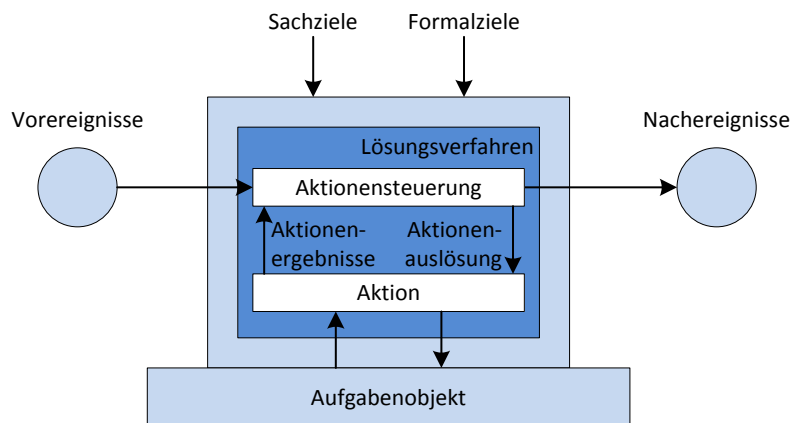 Sachziele
Formalziele
Vorereignisse
Nachereignisse
Lösungsverfahren
Aktionensteuerung
Aktionen-
ergebnisse
Aktionen-
auslösung
Aktion
Aufgabenobjekt